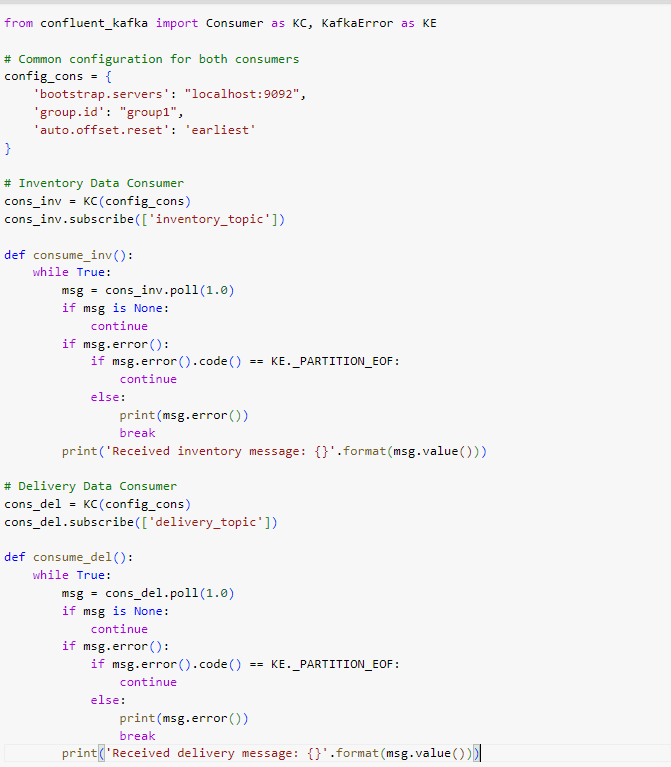 from confluent_kafka import Consumer as KC, KafkaError as KE
# Common configuration for both consumers
config_cons = {
    'bootstrap.servers': "localhost:9092",
    'group.id': "group1",
    'auto.offset.reset': 'earliest'
}
# Inventory Data Consumer
cons_inv = KC(config_cons)
cons_inv.subscribe(['inventory_topic'])
def consume_inv():
    while True:
        msg = cons_inv.poll(1.0)
        if msg is None:
            continue
        if msg.error():
            if msg.error().code() == KE._PARTITION_EOF:
                continue
            else:
                print(msg.error())
                break
        print('Received inventory message: {}'.format(msg.value()))
# Delivery Data Consumer
cons_del = KC(config_cons)
cons_del.subscribe(['delivery_topic'])
def consume_del():
    while True:
        msg = cons_del.poll(1.0)
        if msg is None:
            continue
        if msg.error():
            if msg.error().code() == KE._PARTITION_EOF:
                continue
            else:
                print(msg.error())
                break
        print('Received delivery message: {}'.format(msg.value()))